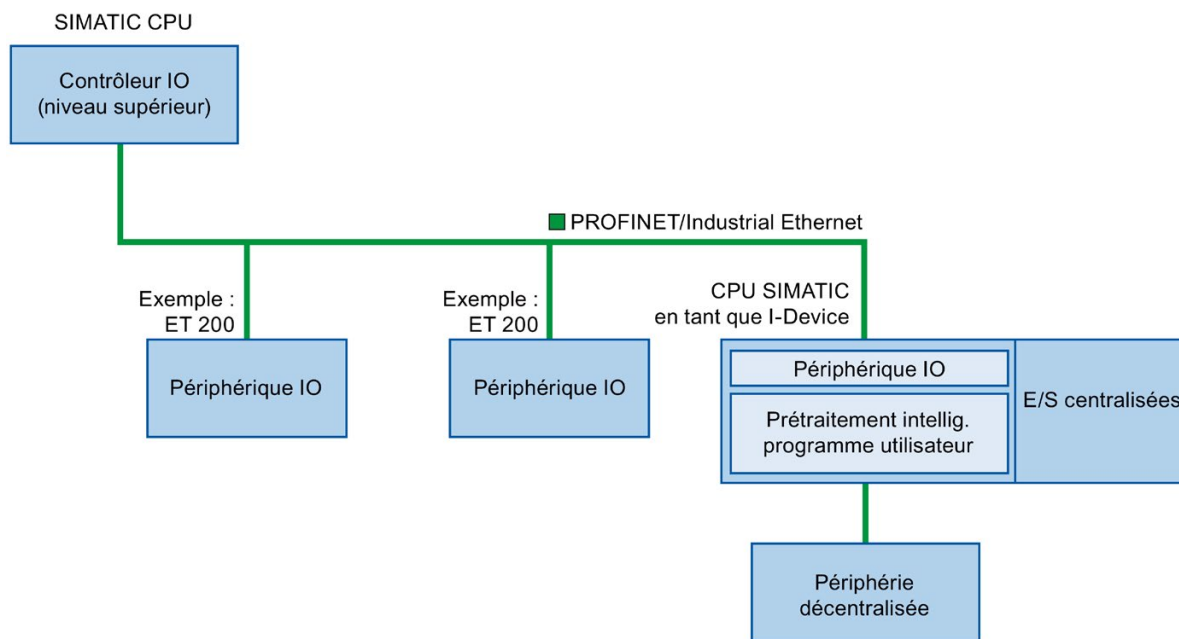 SIMATIC CPU
Contrôleur IO
(niveau supérieur)
PROFINET/Industrial Ethernet
Exemple :
ET 200
Périphérique IO
Exemple :
ET 200
Périphérique IO
CPU SIMATIC
en tant que I-Device
Périphérique IO
Prétraitement intellig.
programme utilisateur
E/S centralisées
Périphérie
décentralisée